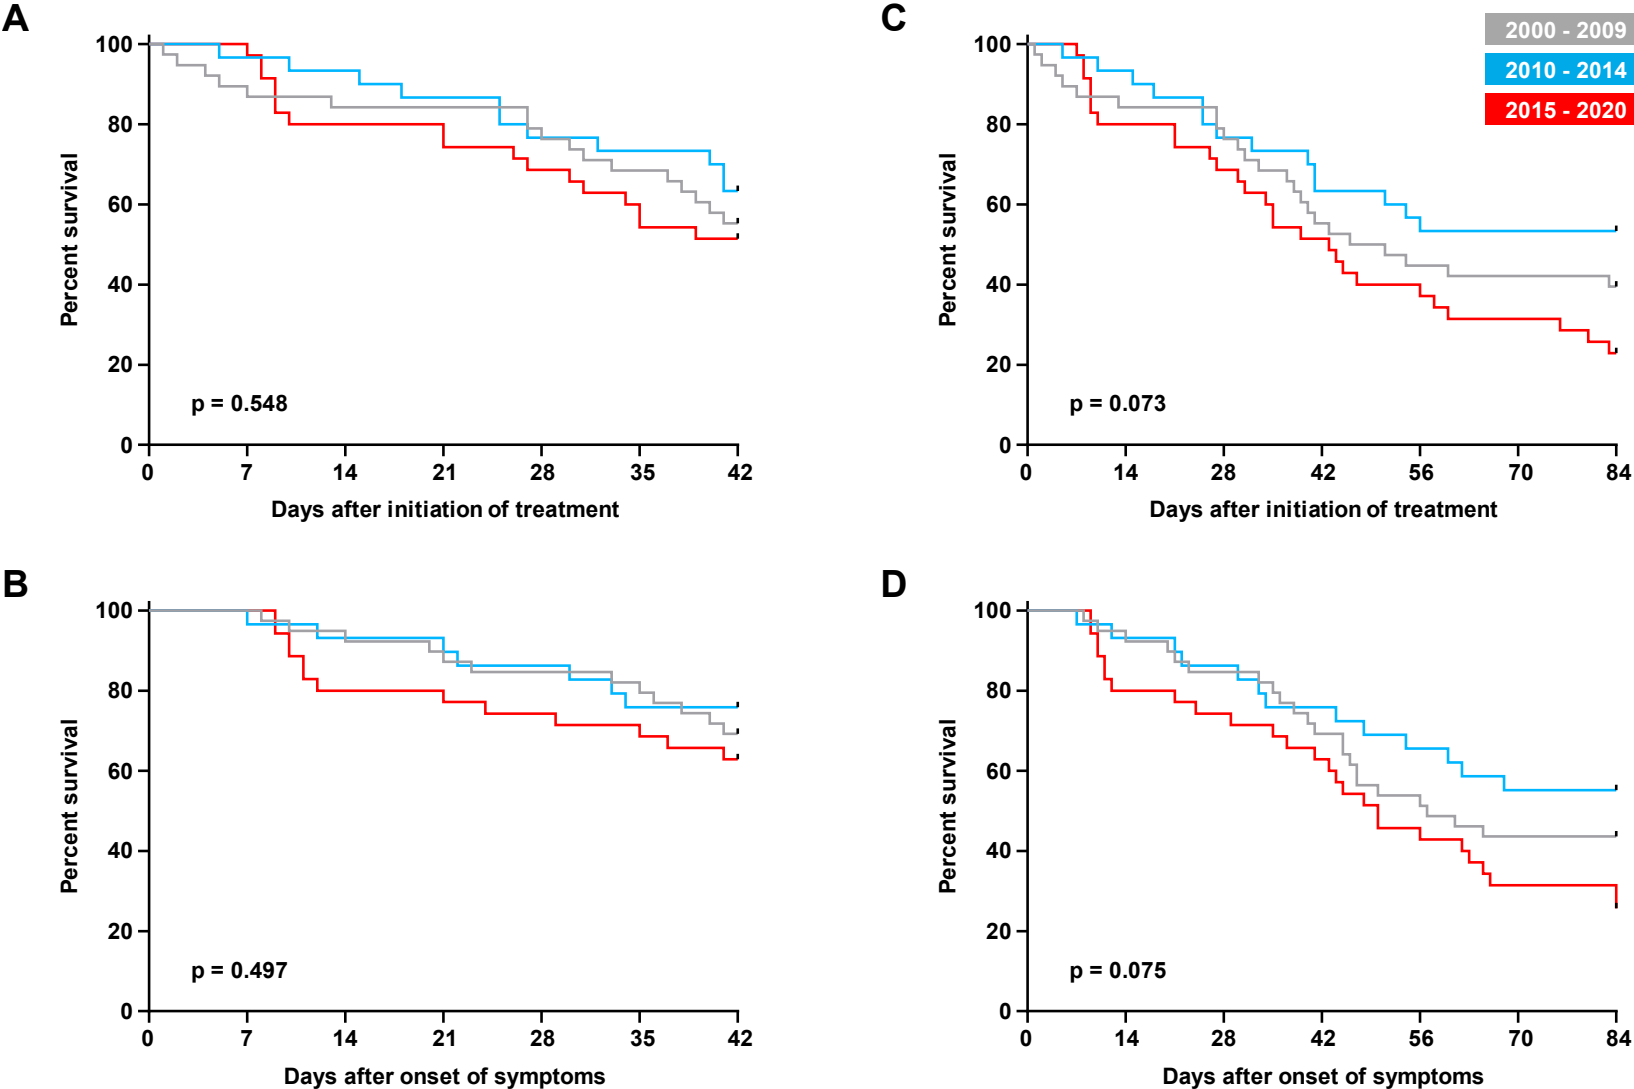 A
100
80
60
40
20
0
Percent survival
p = 0.548
0 7 14 21 28 35 42
Days after initiation of treatment
C
2000 - 2009
2010 - 2014
2015 - 2020
100
80
60
40
20
0
Percent survival
p = 0.073
0 14 28 42 56 70 84
Days after initiation of treatment
B
100
80
60
40
20
0
Percent survival
p = 0.497
0 7 14 21 28 35 42
Days after onset of symptoms
D
100
80
60
40
20
0
Percent survival
p = 0.075
0 14 28 42 56 70 84
Days after onset of symptoms